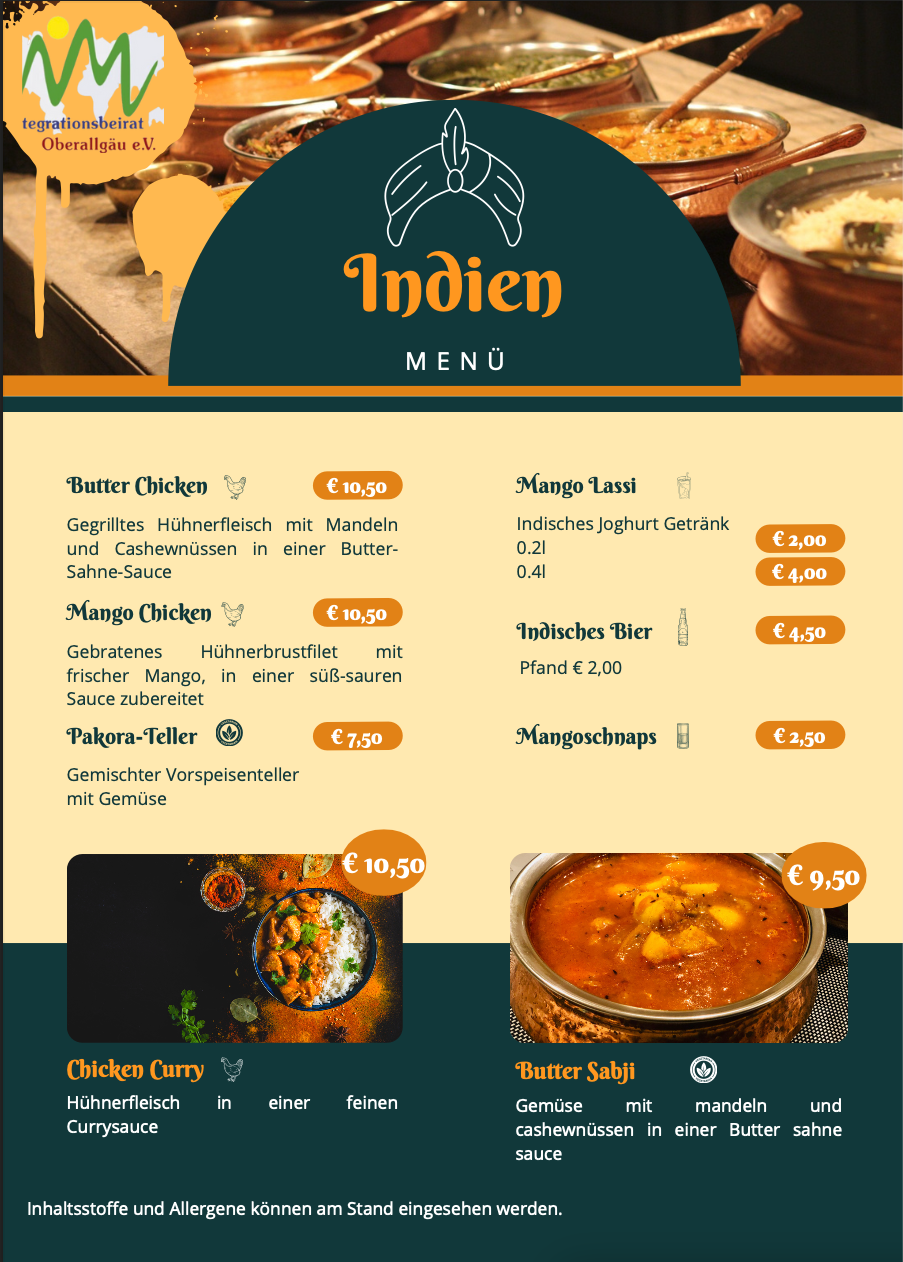 tegrationsbeirat
Oberallgäu e.V.
Indien
MENÜ
Butter Chicken
€ 10,50
Gegrilltes Hühnerfleisch mit Mandeln
und Cashewnüssen in einer Butter-
Sahne-Sauce
Mango Chicken
€ 10,50
Gebratenes Hühnerbrustfilet mit
frischer Mango, in einer süß-sauren
Sauce zubereitet
Pakora-Teller
€ 7,50
Gemischter Vorspeisenteller
mit Gemüse
Mango Lassi
Indisches Joghurt Getränk
0.2l € 2,00
0.4l € 4,00
Indisches Bier
€ 4,50
Pfand € 2,00
Mangoschnaps
€ 2,50
€ 10,50
Chicken Curry
Hühnerfleisch in einer feinen
Currysauce
€ 9,50
Butter Sabji
Gemüse mit mandeln und
cashewnüssen in einer Butter sahne
sauce
Inhaltsstoffe und Allergene können am Stand eingesehen werden.